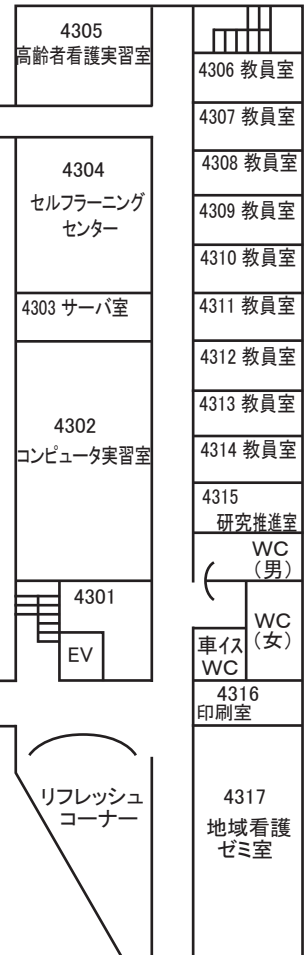 4305
高齢者看護実習室
4304
セルフラーニング
センター
4303 サーバ室
4302
コンピュータ実習室
4301
EV
リフレッシュ
コーナー
4306 教員室
4307 教員室
4308 教員室
4309 教員室
4310 教員室
4311 教員室
4312 教員室
4313 教員室
4314 教員室
4315
研究推進室
WC
(男)
WC
(女)
車イス
WC
4316
印刷室
4317
地域看護
ゼミ室